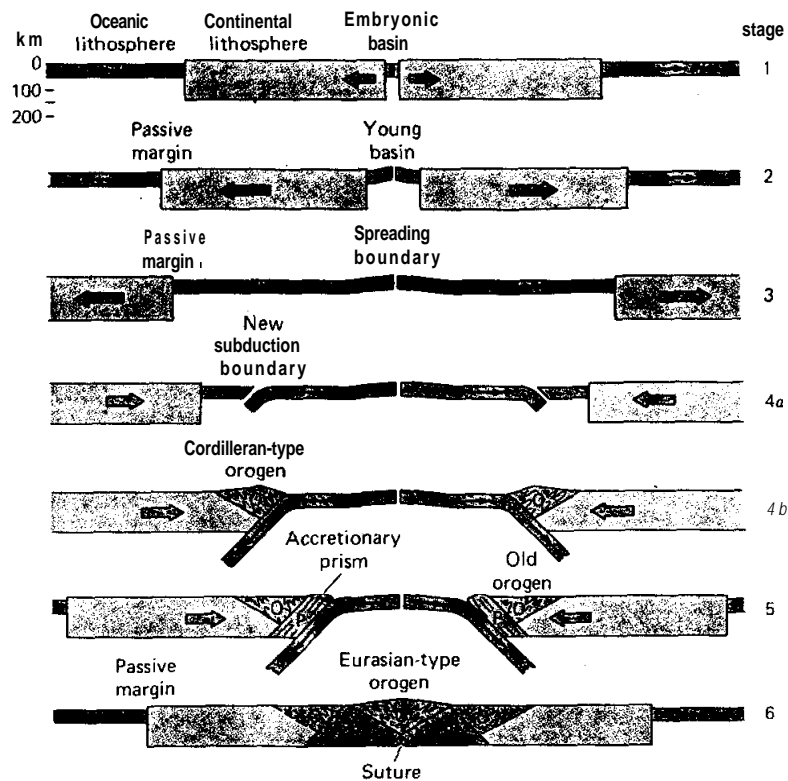 km
0
100
200
Oceanic
lithosphere
Continental
lithosphere
Embryonic
basin
stage
1
Passive
margin
Young
basin
2
Passive
margin
Spreading
boundary
3
New
subduction
boundary
4a
Cordilleran-type
orogen
O
4b
Accretionary
prism
Old
orogen
O
P
P
O
5
Passive
margin
Eurasian-type
orogen
6
Suture